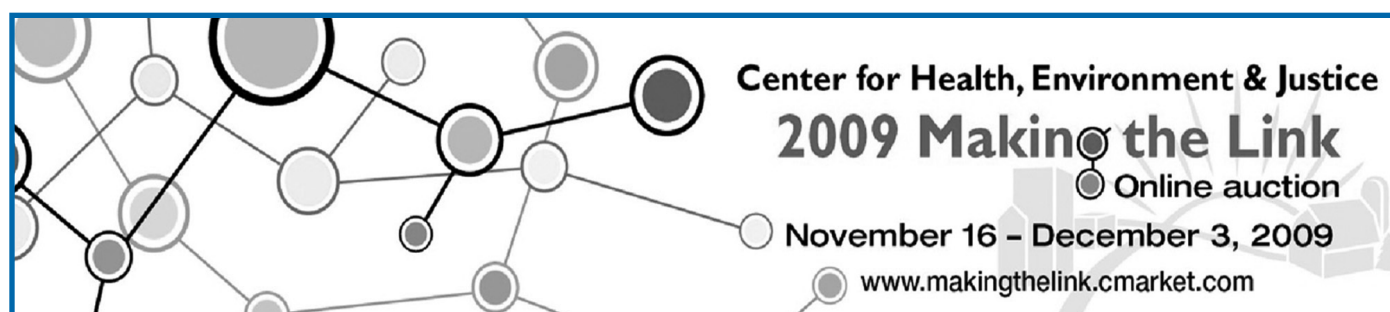 Center for Health, Environment & Justice
2009 Making the Link
Online auction
November 16 – December 3, 2009
www.makingthelink.cmarket.com